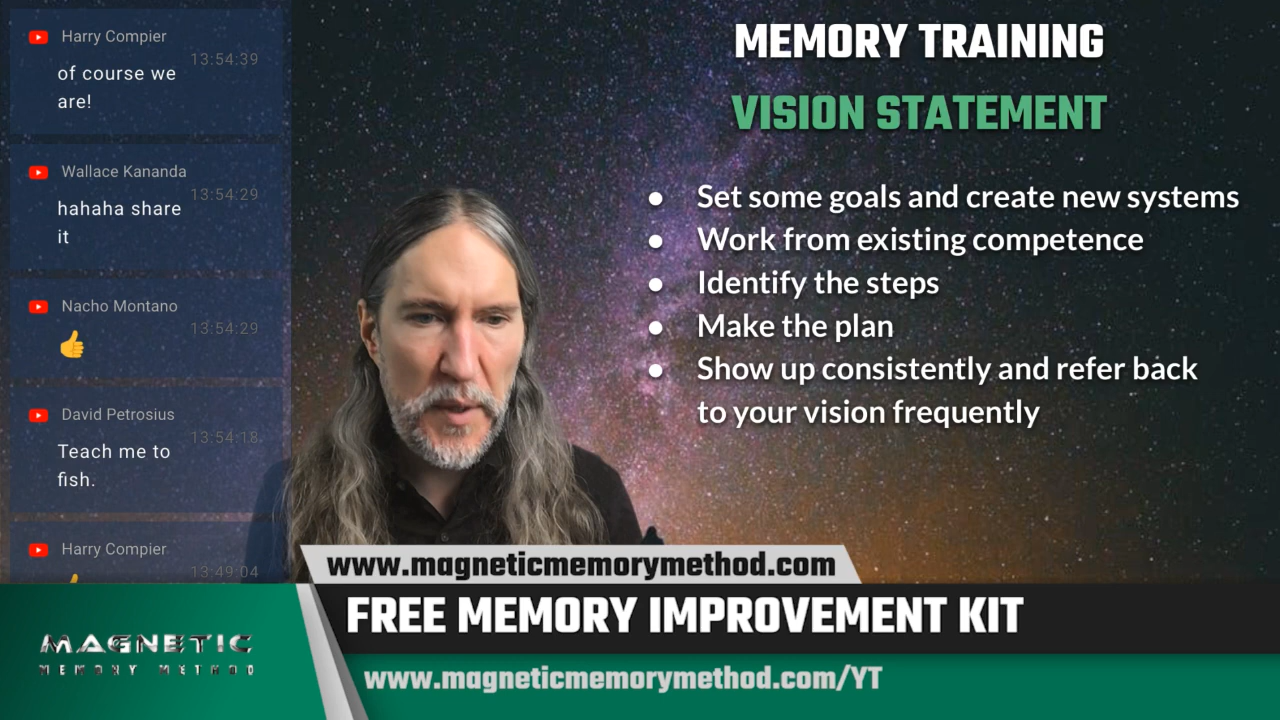 Harry Compier
13:54:39
of course we
are!
Wallace Kananda
13:54:29
hahaha share
it
Nacho Montano
13:54:29
David Petrosius
13:54:18
Teach me to
fish.
Harry Compier
13:49:04
MEMORY TRAINING
VISION STATEMENT
● Set some goals and create new systems
● Work from existing competence
● Identify the steps
● Make the plan
● Show up consistently and refer back
to your vision frequently
www.magneticmemorymethod.com
FREE MEMORY IMPROVEMENT KIT
www.magneticmemorymethod.com/YT
MAGNETIC
MEMORY METHOD